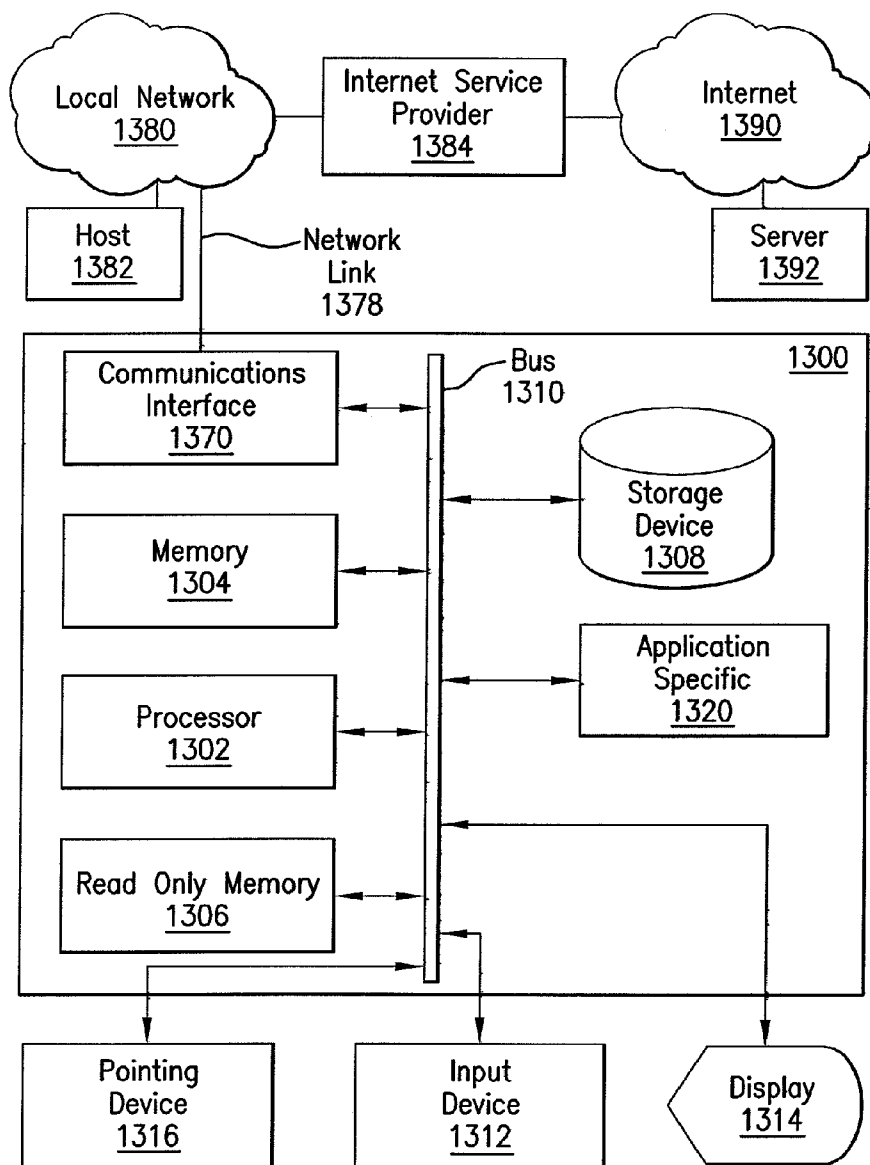 Local Network
1380
Internet Service
Provider
1384
Internet
1390
Host
1382
Network
Link
1378
Server
1392
1300
Communications
Interface
1370
Bus
1310
Storage
Device
1308
Memory
1304
Application
Specific
1320
Processor
1302
Read Only Memory
1306
Pointing
Device
1316
Input
Device
1312
Display
1314